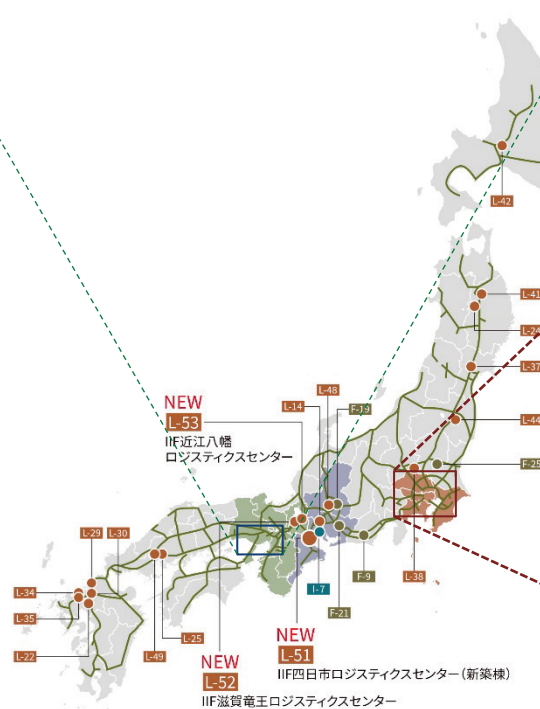 L-42
L-41
L-24
L-37
L-48
NEW
L-14
F-19
L-53
L-44
IIF近江八幡
ロジスティクスセンター
F-25
L-29
L-30
L-34
I-7
F-9
L-38
L-35
F-21
L-25
NEW
L-22
L-49
L-51
NEW
IIF四日市ロジスティクスセンター（新築棟）
L-52
IIF滋賀竜王ロジスティクスセンター